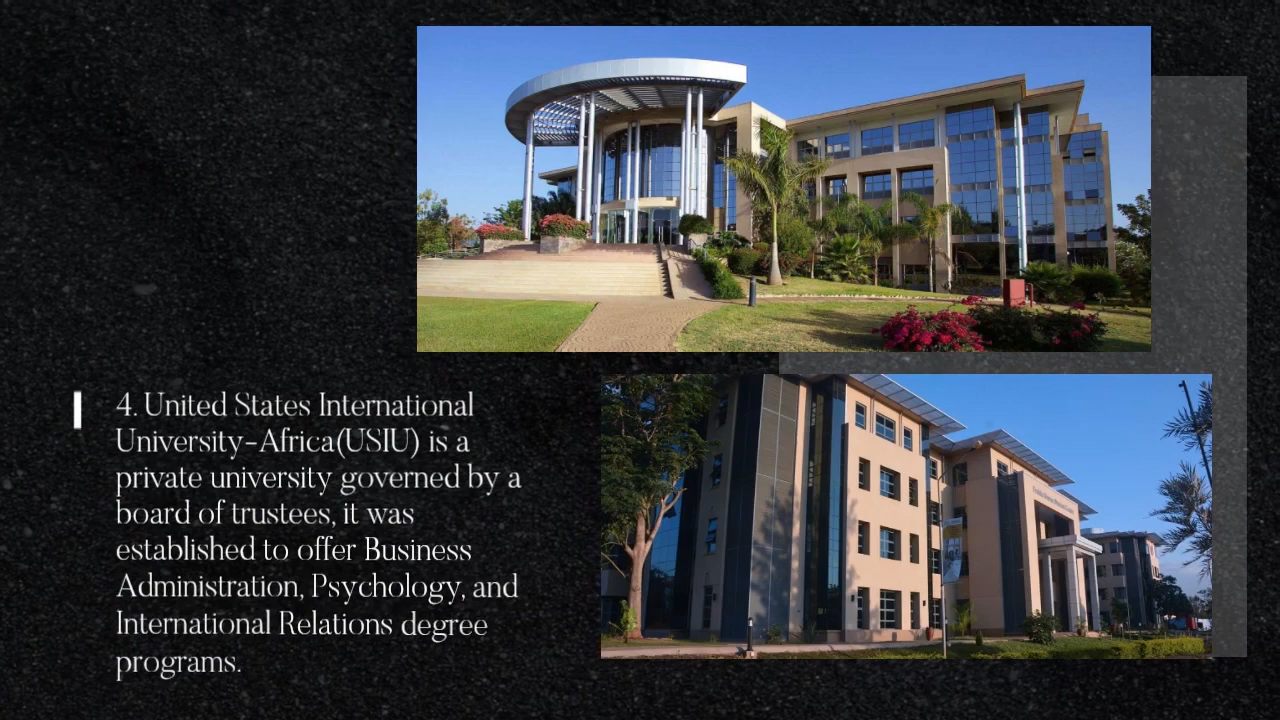 4. United States International
University-Africa(USIU) is a
private university governed by a
board of trustees, it was
established to offer Business
Administration, Psychology, and
International Relations degree
programs.